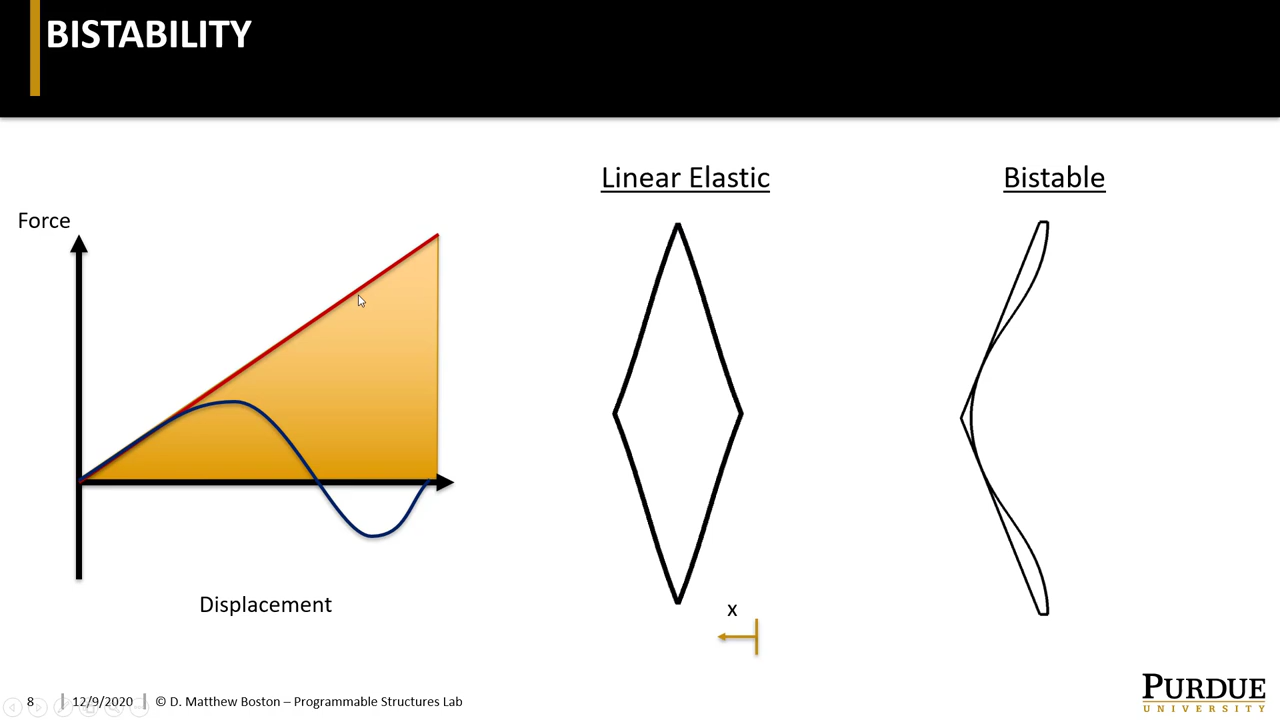 BISTABILITY
Linear Elastic
Bistable
Force
x
Displacement
8
12/9/2020
© D. Matthew Boston – Programmable Structures Lab
PURDUE
UNIVERSITY